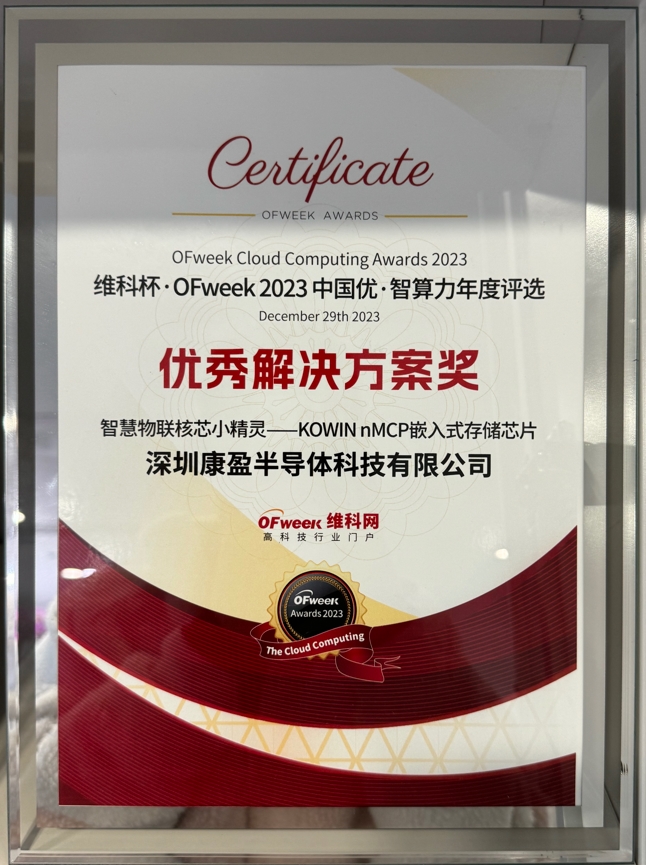 Certificate
OFWEEK AWARDS
OFweek Cloud Computing Awards 2023
维科杯·OFweek 2023 中国优·智算力年度评选
December 29th 2023
优秀解决方案奖
智慧物联核芯小精灵——KOWIN nMCP嵌入式存储芯片
深圳康盈半导体科技有限公司
OFweek 维科网
高科技行业门户
OFweek
Awards 2023
The Cloud Computing